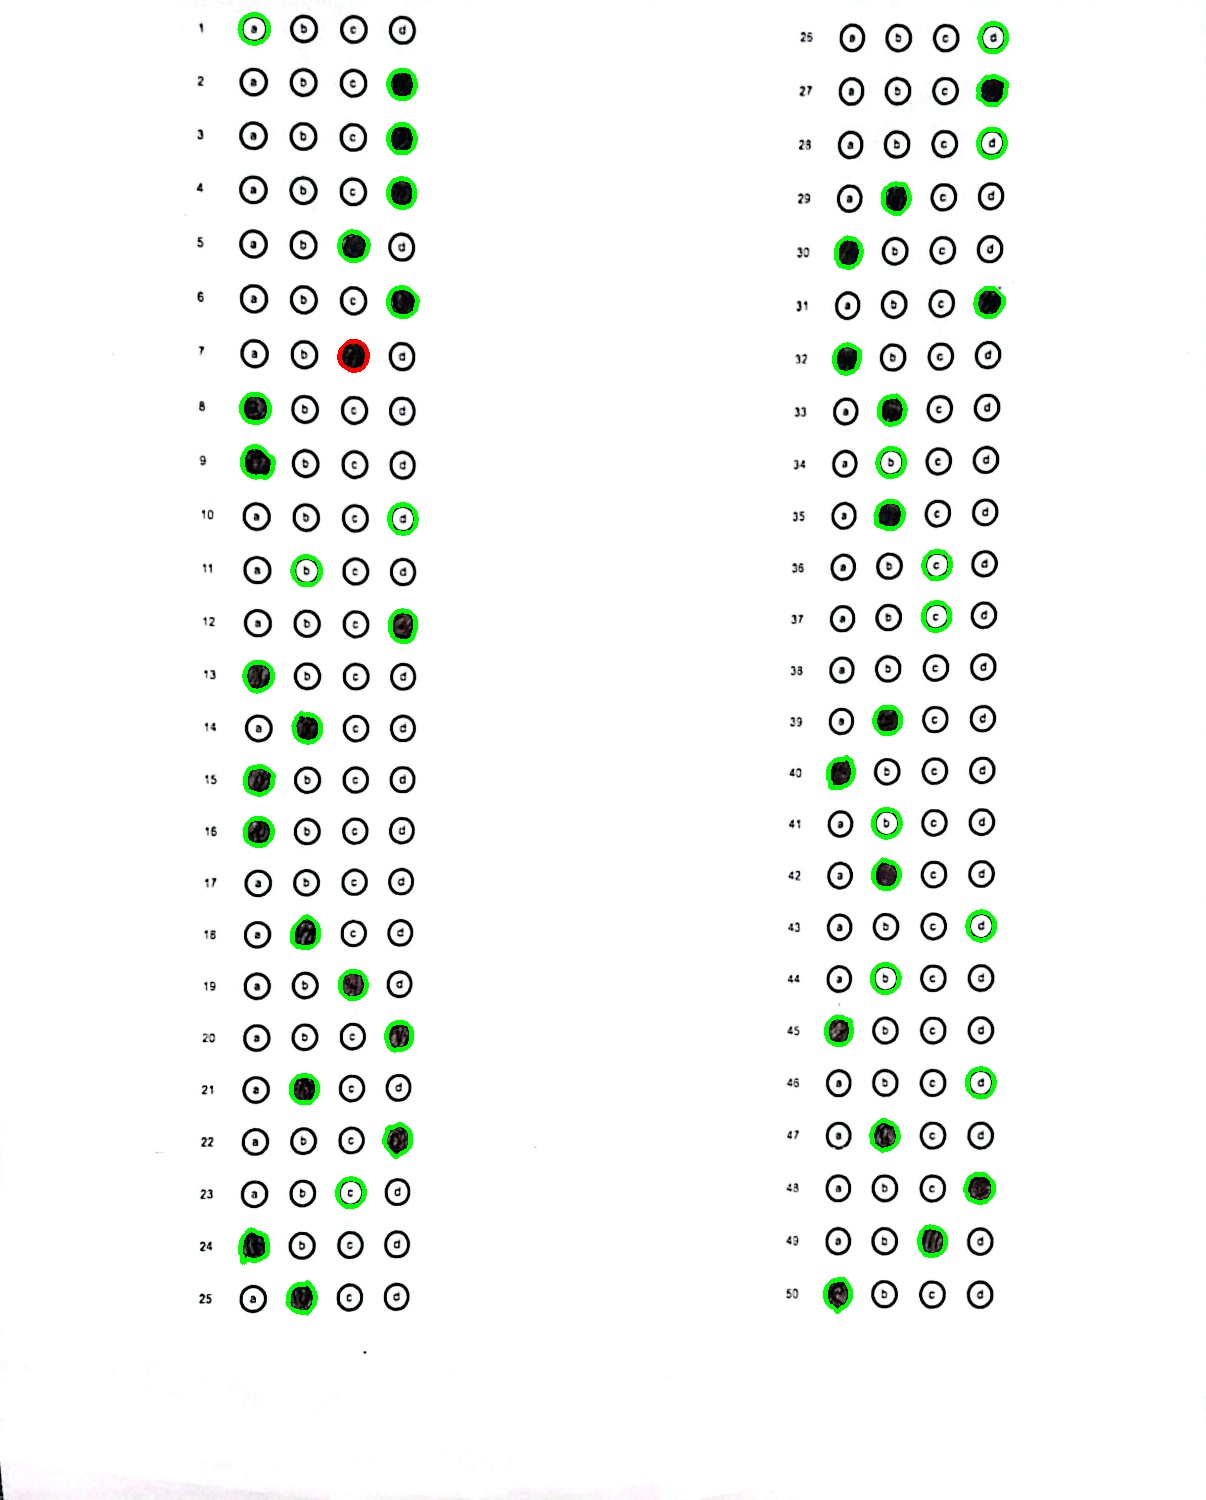 1 a b c d
2 a b c
3 a b c
4 a b c
5 a b d
6 a b c
7 a b d
8 b c d
9 b c d
10 a b c d
11 a b c d
12 a b c
13 b c d
14 a c d
15 b c d
16 b c d
17 a b c d
18 a c d
19 a b d
20 a b c
21 a c d
22 a b c
23 a b c d
24 b c d
25 a c d
26 a b c d
27 a b c
28 a b c d
29 a c d
30 b c d
31 a b c
32 b c d
33 a c d
34 a b c d
35 a c d
36 a b c d
37 a b c d
38 a b c d
39 a c d
40 b c d
41 a b c d
42 a c d
43 a b c d
44 a b c d
45 b c d
46 a b c d
47 a c d
48 a b c
49 a b d
50 b c d